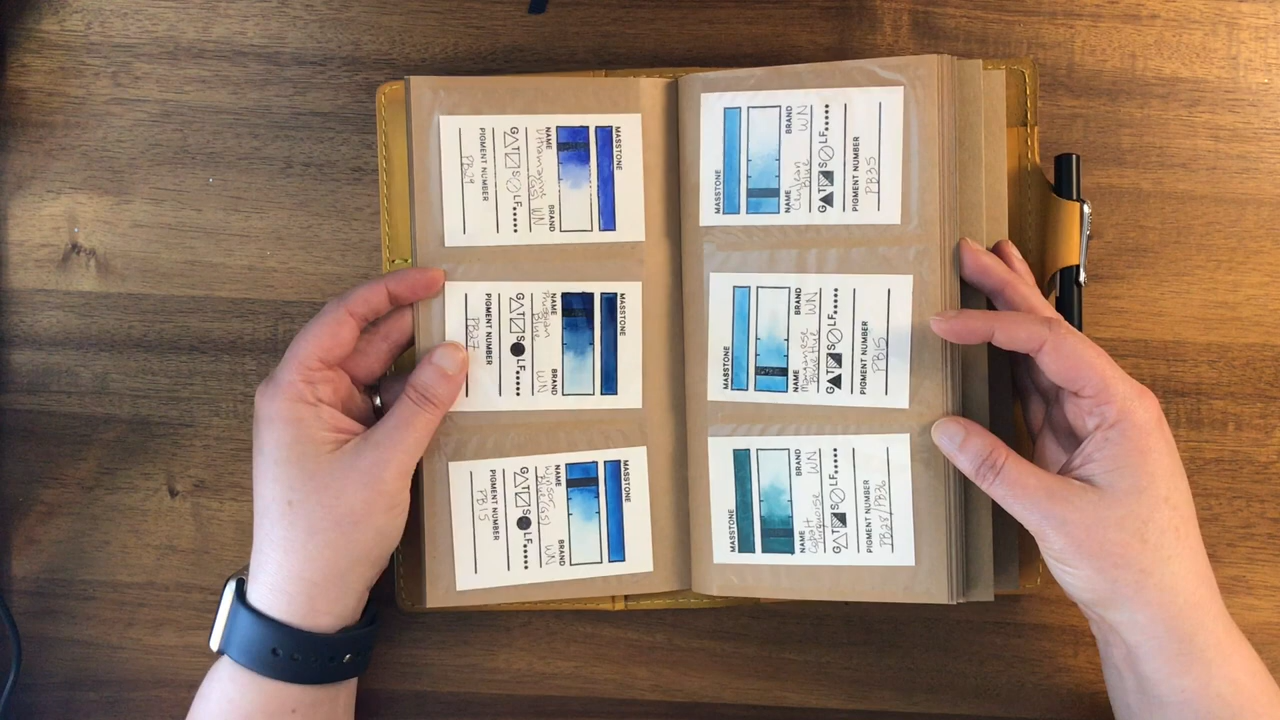 MASSTONE
NAME BRAND
Ultramarine
(GS) WN
G T S LF
PIGMENT NUMBER
PB29
MASSTONE
NAME BRAND
Prussian
Blue WN
G T S LF
PIGMENT NUMBER
PB27
MASSTONE
NAME BRAND
Winsor
Blue (GS) WN
G T S LF
PIGMENT NUMBER
PB15
MASSTONE
NAME BRAND
Cerulean
Blue WN
G T S LF
PIGMENT NUMBER
PB35
MASSTONE
NAME BRAND
Manganese
Blue Hue WN
G T S LF
PIGMENT NUMBER
PB15
MASSTONE
NAME BRAND
Cobalt
Turquoise WN
G T S LF
PIGMENT NUMBER
PB28/PB36